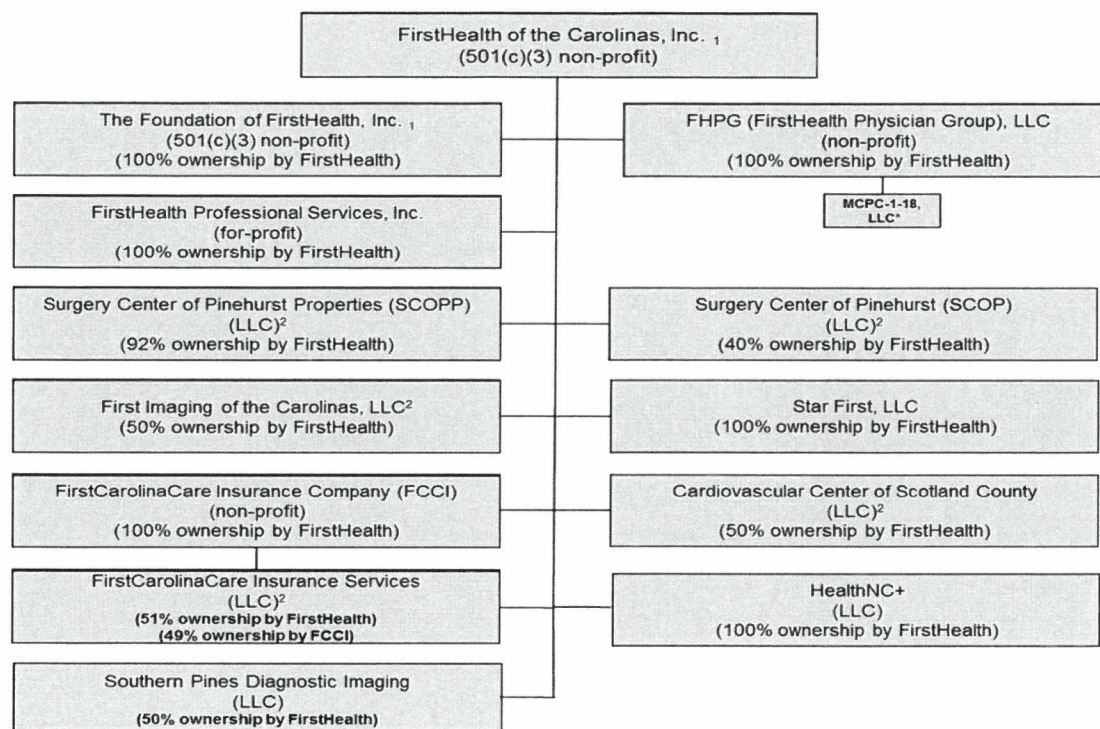 FirstHealth of the Carolinas, Inc. 1
(501(c)(3) non-profit)
The Foundation of FirstHealth, Inc. 1
(501(c)(3) non-profit)
(100% ownership by FirstHealth)
FHPG (FirstHealth Physician Group), LLC
(non-profit)
(100% ownership by FirstHealth)
MCPC-1-18,
LLC*
FirstHealth Professional Services, Inc.
(for-profit)
(100% ownership by FirstHealth)
Surgery Center of Pinehurst Properties (SCOPP)
(LLC)²
(92% ownership by FirstHealth)
Surgery Center of Pinehurst (SCOP)
(LLC)²
(40% ownership by FirstHealth)
First Imaging of the Carolinas, LLC²
(50% ownership by FirstHealth)
Star First, LLC
(100% ownership by FirstHealth)
FirstCarolinaCare Insurance Company (FCCI)
(non-profit)
(100% ownership by FirstHealth)
Cardiovascular Center of Scotland County
(LLC)²
(50% ownership by FirstHealth)
FirstCarolinaCare Insurance Services
(LLC)²
(51% ownership by FirstHealth)
(49% ownership by FCCI)
HealthNC+
(LLC)
(100% ownership by FirstHealth)
Southern Pines Diagnostic Imaging
(LLC)
(50% ownership by FirstHealth)